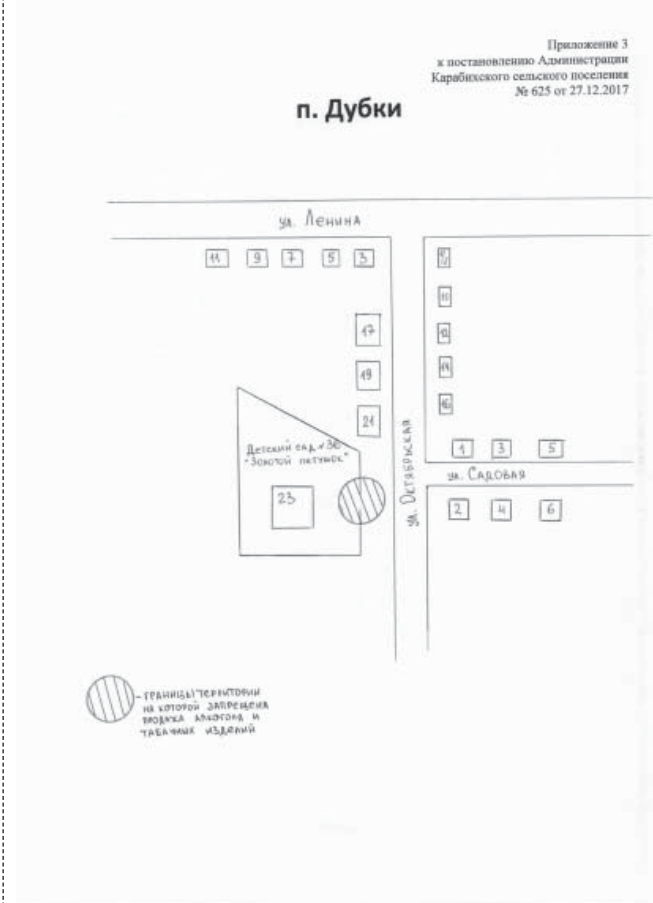 Приложение 3
к постановлению Администрации
Карабихского сельского поселения
№ 625 от 27.12.2017
п. Дубки
ул. Ленина
11 9 7 5 3
10
12
14
16
17
19
21
ул. Октябрьская
1 3 5
ул. Садовая
2 4 6
Детский сад №36
"Золотой петушок"
23
- границы территории
на которой запрещена
продажа алкоголя и
табачных изделий